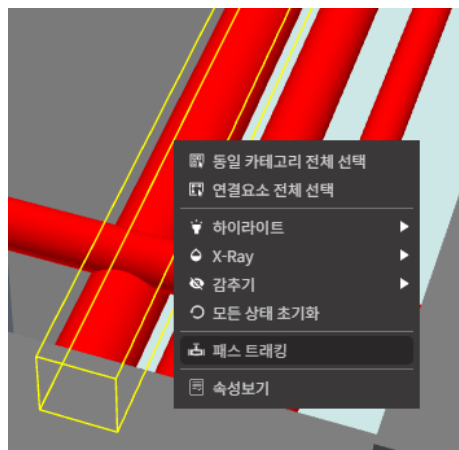 동일 카테고리 전체 선택
연결요소 전체 선택
하이라이트
X-Ray
감추기
모든 상태 초기화
패스 트래킹
속성보기